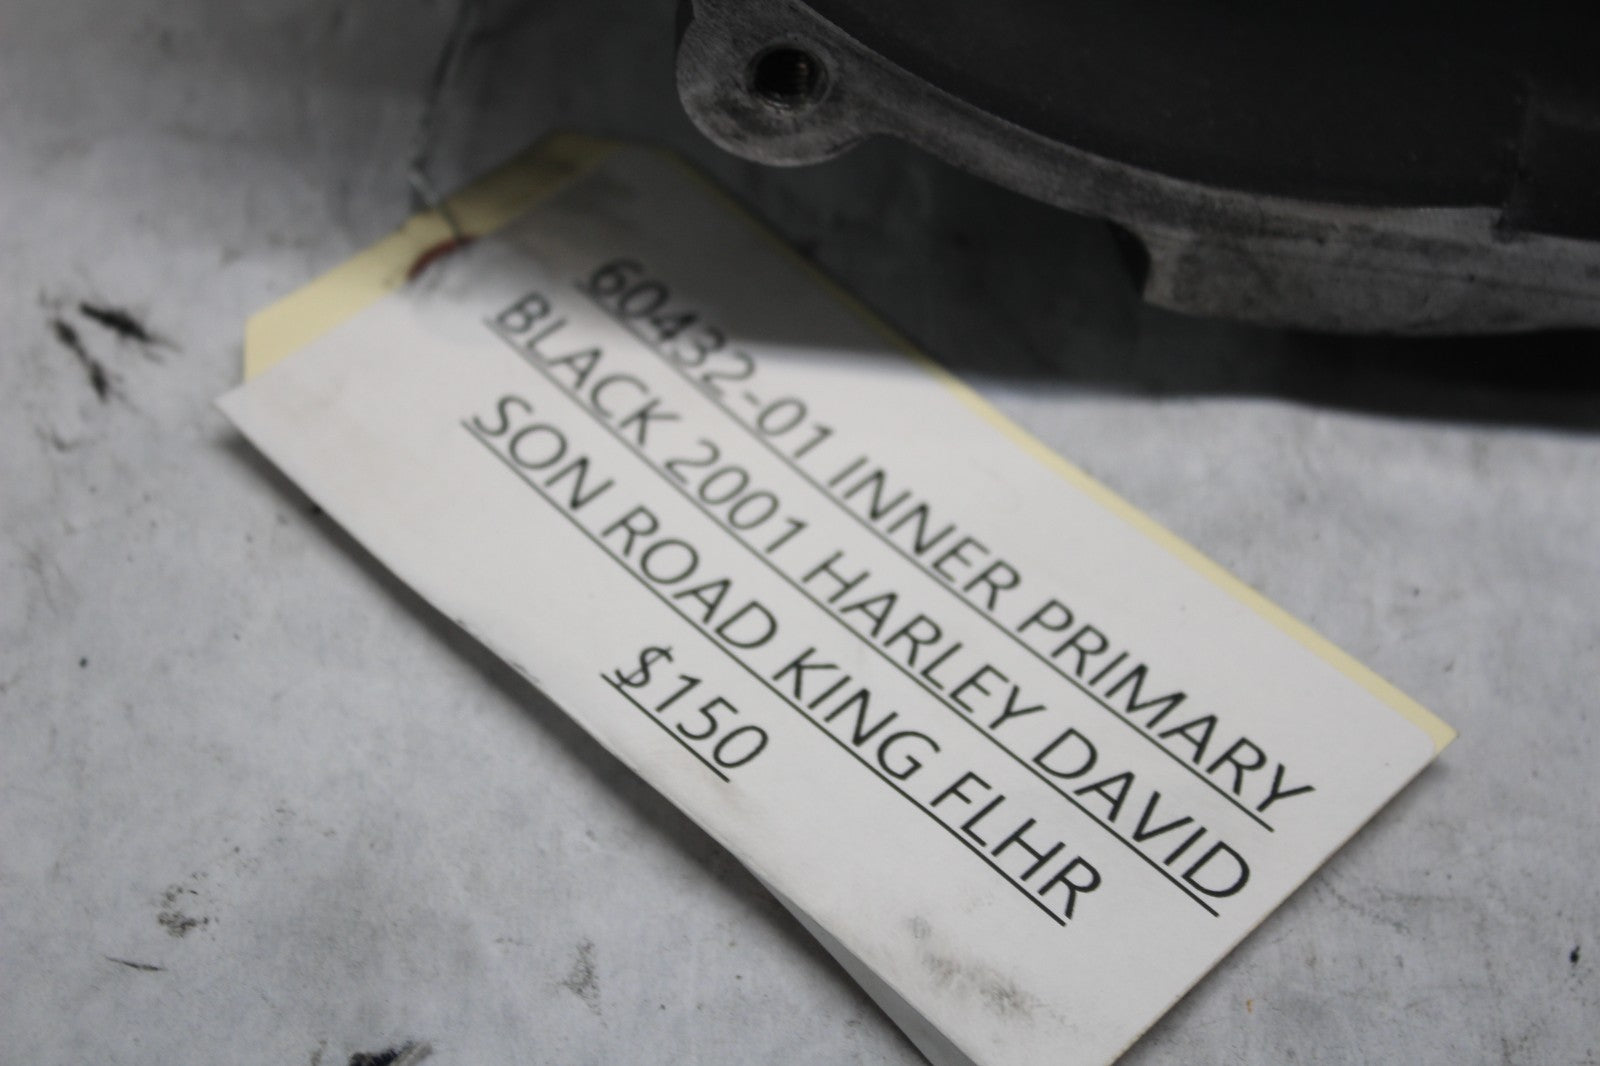 60432-01 INNER PRIMARY
BLACK 2001 HARLEY DAVID
SON ROAD KING FLHR
$150